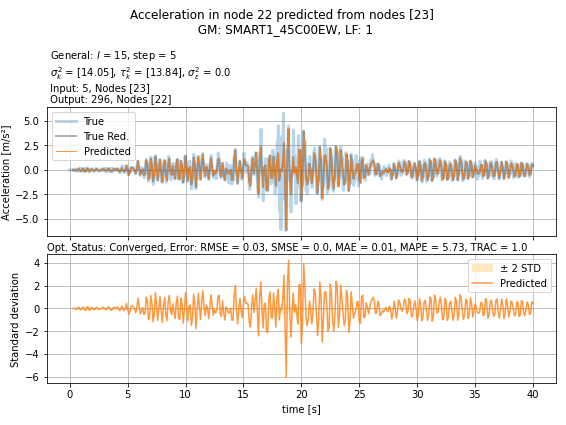 Acceleration in node 22 predicted from nodes [23]
GM: SMART1_45C00EW, LF: 1
General: l = 15, step = 5
σ²ₖ = [14.05], τ²ₖ = [13.84], σ²ε = 0.0
Input: 5, Nodes [23]
Output: 296, Nodes [22]
Acceleration [m/s²]
5.0
2.5
0.0
−2.5
−5.0
True
True Red.
Predicted
Opt. Status: Converged, Error: RMSE = 0.03, SMSE = 0.0, MAE = 0.01, MAPE = 5.73, TRAC = 1.0
Standard deviation
4
2
0
−2
−4
−6
± 2 STD
Predicted
0 5 10 15 20 25 30 35 40
time [s]